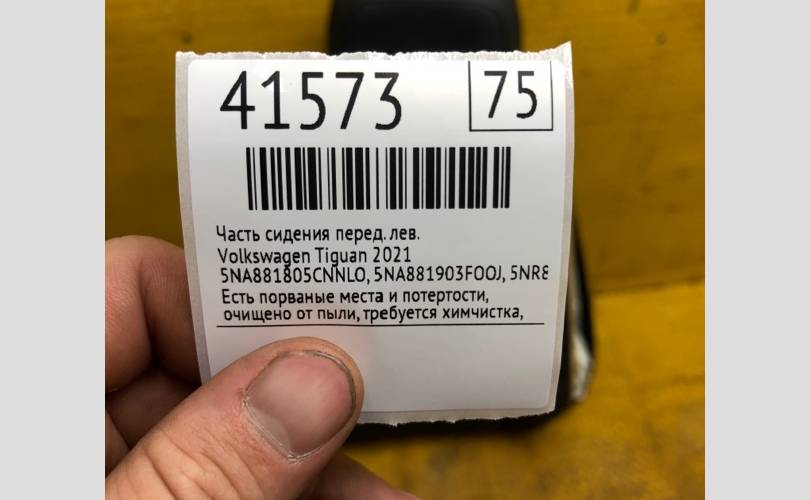 41573 75
Часть сидения перед. лев.
Volkswagen Tiguan 2021
5NA881805CNNLO, 5NA881903FOOJ, 5NR8
Есть порваные места и потертости,
очищено от пыли, требуется химчистка,